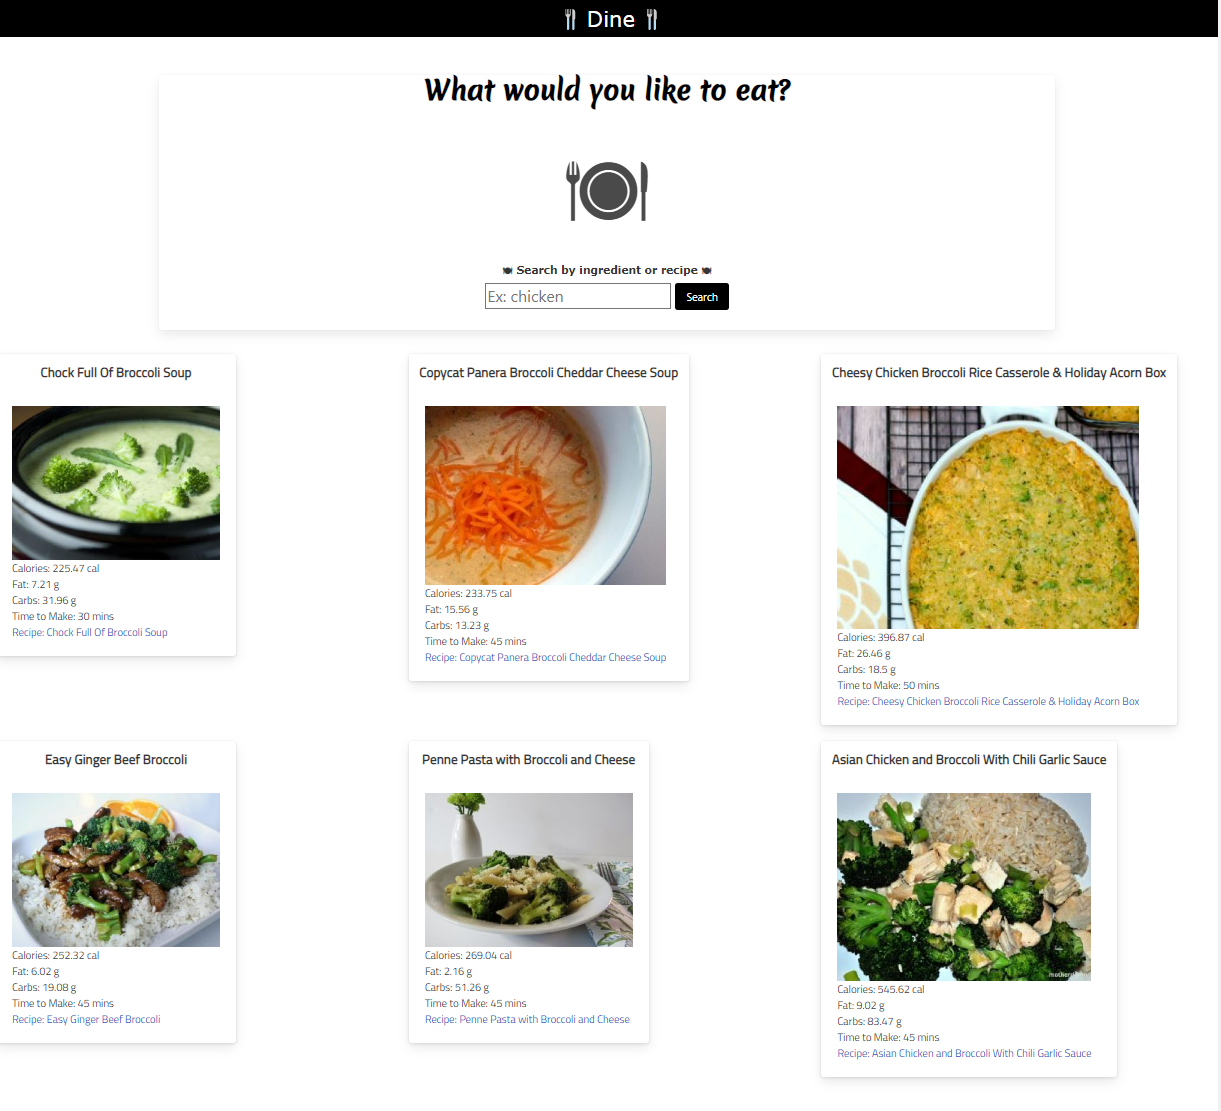 Dine
What would you like to eat?
Search by ingredient or recipe
Ex: chicken
Search
Chock Full Of Broccoli Soup
Calories: 225.47 cal
Fat: 7.21 g
Carbs: 31.96 g
Time to Make: 30 mins
Recipe: Chock Full Of Broccoli Soup
Copycat Panera Broccoli Cheddar Cheese Soup
Calories: 233.75 cal
Fat: 15.56 g
Carbs: 13.23 g
Time to Make: 45 mins
Recipe: Copycat Panera Broccoli Cheddar Cheese Soup
Cheesy Chicken Broccoli Rice Casserole & Holiday Acorn Box
Calories: 396.87 cal
Fat: 26.46 g
Carbs: 18.5 g
Time to Make: 50 mins
Recipe: Cheesy Chicken Broccoli Rice Casserole & Holiday Acorn Box
Easy Ginger Beef Broccoli
Calories: 252.32 cal
Fat: 6.02 g
Carbs: 19.08 g
Time to Make: 45 mins
Recipe: Easy Ginger Beef Broccoli
Penne Pasta with Broccoli and Cheese
Calories: 269.04 cal
Fat: 2.16 g
Carbs: 51.26 g
Time to Make: 45 mins
Recipe: Penne Pasta with Broccoli and Cheese
Asian Chicken and Broccoli With Chili Garlic Sauce
Calories: 545.62 cal
Fat: 9.02 g
Carbs: 83.47 g
Time to Make: 45 mins
Recipe: Asian Chicken and Broccoli With Chili Garlic Sauce